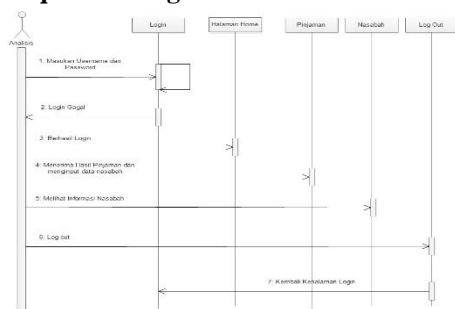 Login
Halaman Home
Pinjaman
Nasabah
Log Out
Analisis
1: Masukan Username dan
Password
2: Login Gagal
3: Berhasil Login
4: Menerima Hasil Pinjaman dan
menginput data nasabah
5: Melihat Informasi Nasabah
6: Log out
7: Kembali Kehalaman Login